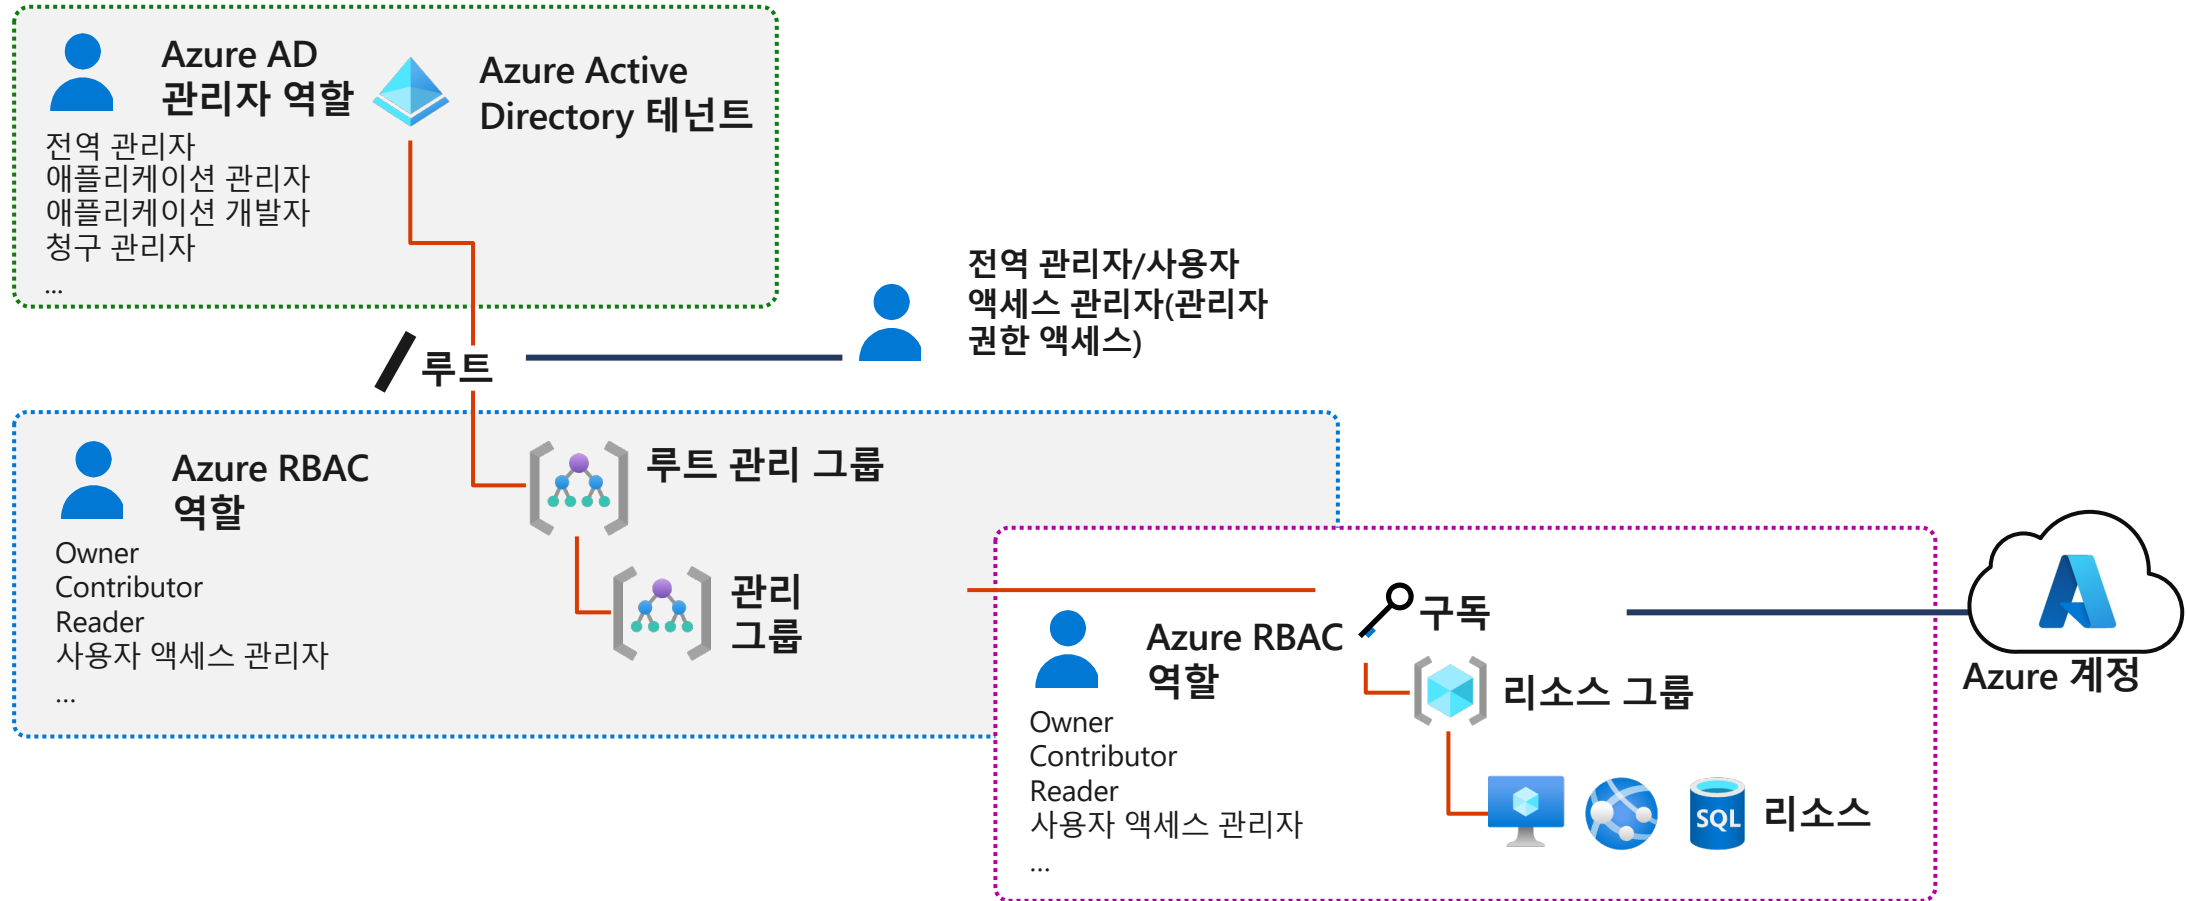 Azure AD
관리자 역할
전역 관리자
애플리케이션 관리자
애플리케이션 개발자
청구 관리자
...
Azure Active
Directory 테넌트
루트
전역 관리자/사용자
액세스 관리자(관리자
권한 액세스)
Azure RBAC
역할
Owner
Contributor
Reader
사용자 액세스 관리자
...
루트 관리 그룹
관리
그룹
Azure RBAC
역할
Owner
Contributor
Reader
사용자 액세스 관리자
...
구독
리소스 그룹
SQL
리소스
Azure 계정